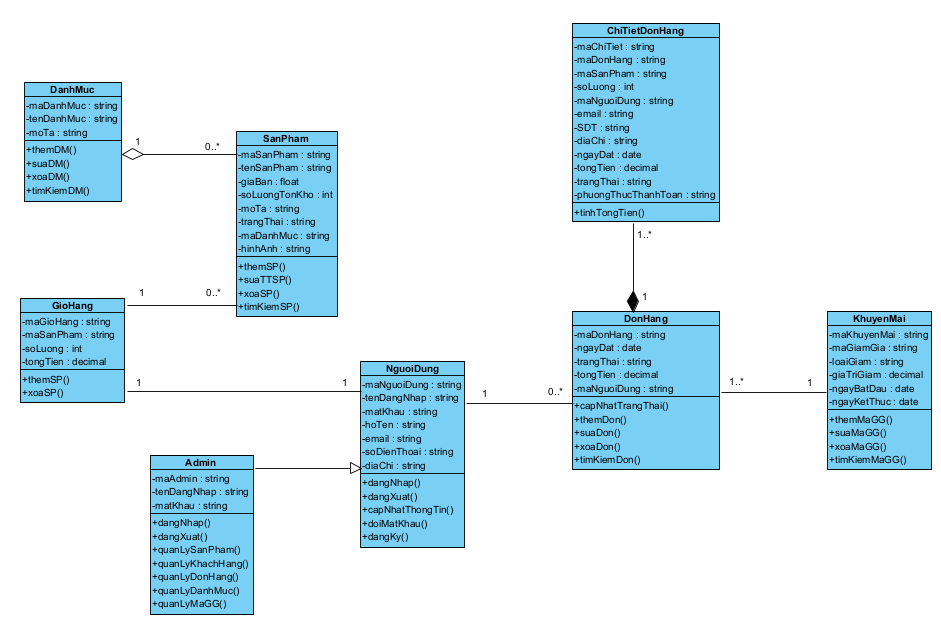 ChiTietDonHang
-maChiTiet : string
-maDonHang : string
-maSanPham : string
-soLuong : int
-maNguoiDung : string
-email : string
-SDT : string
-diaChi : string
-ngayDat : date
-tongTien : decimal
-trangThai : string
-phuongThucThanhToan : string
+tinhTongTien()
DanhMuc
-maDanhMuc : string
-tenDanhMuc : string
-moTa : string
+themDM()
+suaDM()
+xoaDM()
+timKiemDM()
1
0..*
SanPham
-maSanPham : string
-tenSanPham : string
-giaBan : float
-soLuongTonKho : int
-moTa : string
-trangThai : string
-maDanhMuc : string
-hinhAnh : string
+themSP()
+suaTTSP()
+xoaSP()
+timKiemSP()
1..*
1
1
0..*
GioHang
-maGioHang : string
-maSanPham : string
-soLuong : int
-tongTien : decimal
+themSP()
+xoaSP()
1
1
NguoiDung
-maNguoiDung : string
-tenDangNhap : string
-matKhau : string
-hoTen : string
-email : string
-soDienThoai : string
-diaChi : string
+dangNhap()
+dangXuat()
+capNhatThongTin()
+doiMatKhau()
+dangKy()
1
0..*
DonHang
-maDonHang : string
-ngayDat : date
-trangThai : string
-tongTien : decimal
-maNguoiDung : string
+capNhatTrangThai()
+themDon()
+suaDon()
+xoaDon()
+timKiemDon()
1..*
1
KhuyenMai
-maKhuyenMai : string
-maGiamGia : string
-loaiGiam : string
-giaTriGiam : decimal
-ngayBatDau : date
-ngayKetThuc : date
+themMaGG()
+suaMaGG()
+xoaMaGG()
+timKiemMaGG()
Admin
-maAdmin : string
-tenDangNhap : string
-matKhau : string
+dangNhap()
+dangXuat()
+quanLySanPham()
+quanLyKhachHang()
+quanLyDonHang()
+quanLyDanhMuc()
+quanLyMaGG()